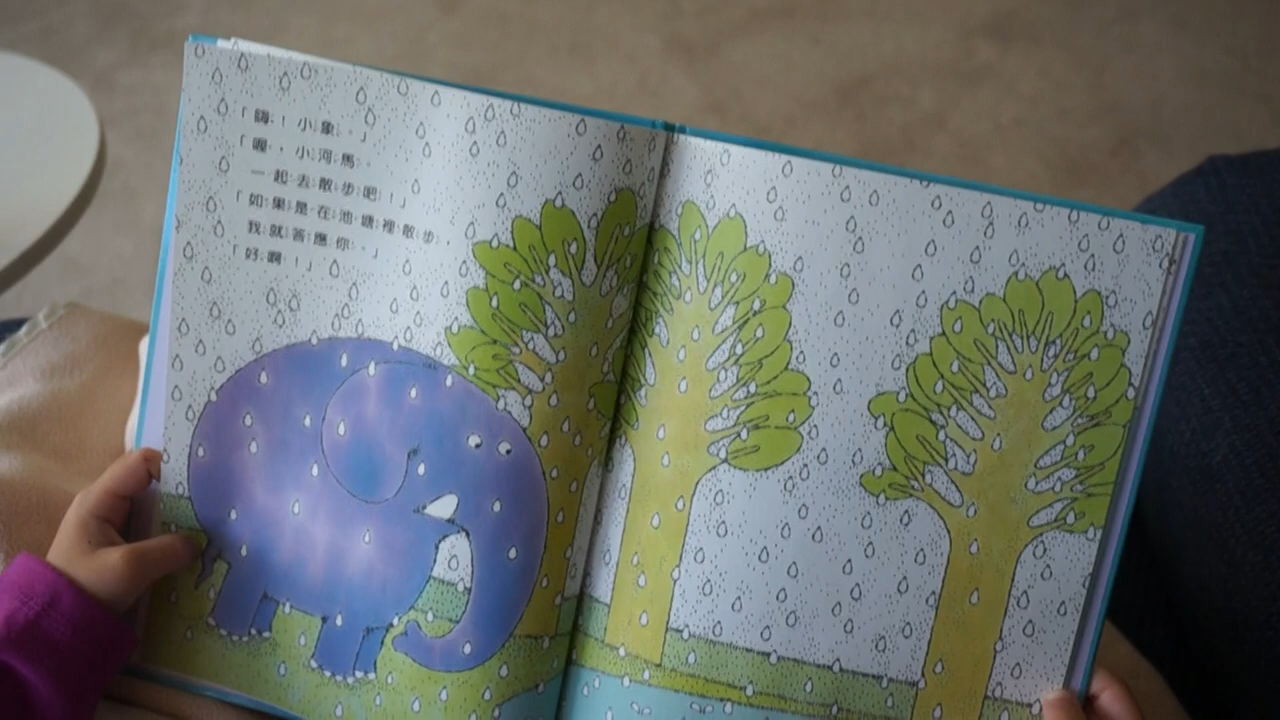 「嗨！小象。」
「喔，小河馬。
一起去散步吧！」
「如果是在池塘裡散步，
我就答應你。」
「好啊！」